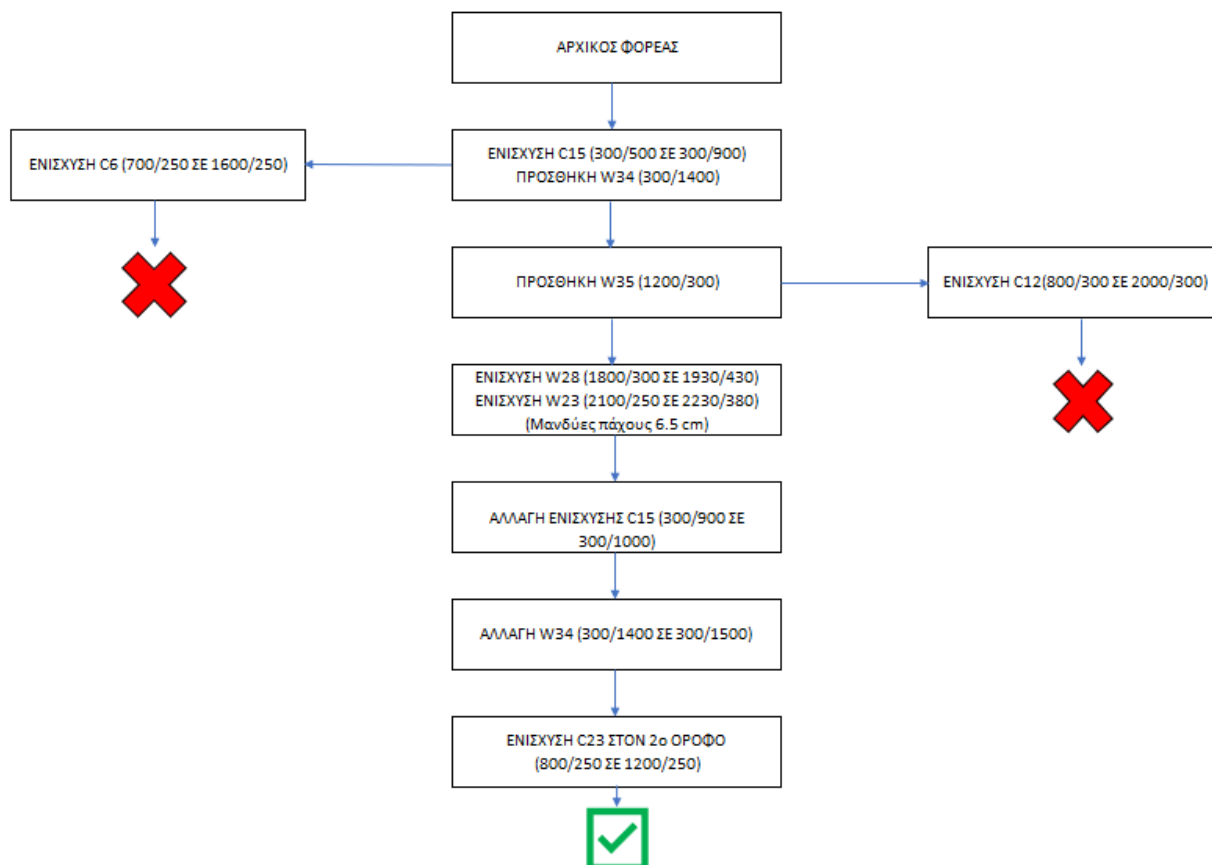 ΑΡΧΙΚΟΣ ΦΟΡΕΑΣ
ΕΝΙΣΧΥΣΗ C6 (700/250 ΣΕ 1600/250)
ΕΝΙΣΧΥΣΗ C15 (300/500 ΣΕ 300/900)
ΠΡΟΣΘΗΚΗ W34 (300/1400)
ΠΡΟΣΘΗΚΗ W35 (1200/300)
ΕΝΙΣΧΥΣΗ C12(800/300 ΣΕ 2000/300)
ΕΝΙΣΧΥΣΗ W28 (1800/300 ΣΕ 1930/430)
ΕΝΙΣΧΥΣΗ W23 (2100/250 ΣΕ 2230/380)
(Μανδύες πάχους 6.5 cm)
ΑΛΛΑΓΗ ΕΝΙΣΧΥΣΗΣ C15 (300/900 ΣΕ
300/1000)
ΑΛΛΑΓΗ W34 (300/1400 ΣΕ 300/1500)
ΕΝΙΣΧΥΣΗ C23 ΣΤΟΝ 2ο ΟΡΟΦΟ
(800/250 ΣΕ 1200/250)